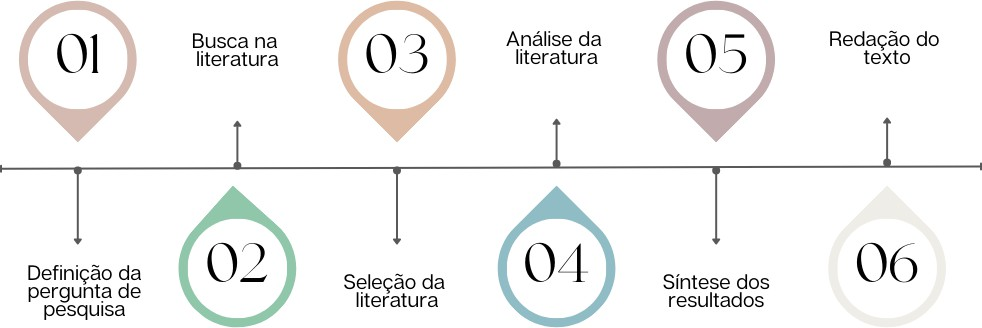 01
Definição da
pergunta de
pesquisa
Busca na
literatura
02
03
Seleção da
literatura
Análise da
literatura
04
05
Síntese dos
resultados
Redação do
texto
06